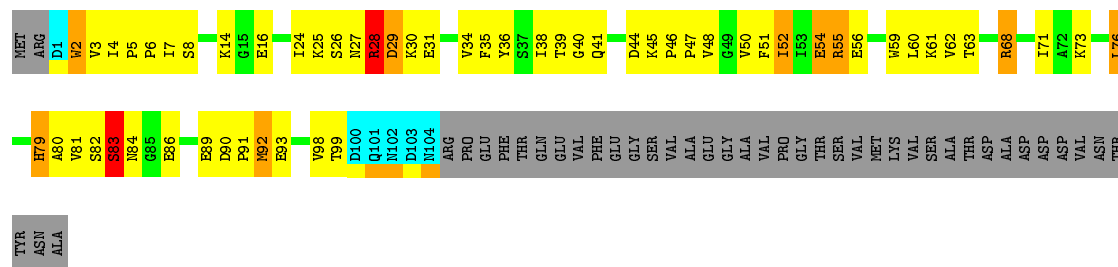 MET ARG D1 W2 V3 I4 P5 P6 I7 S8 K14 G15 E16 I24 K25 S26 N27 R28 D29 K30 E31 V34 F35 Y36 S37 I38 T39 G40 Q41 D44 K45 P46 P47 V48 G49 V50 F51 I52 I53 E54 R55 E56 W59 L60 K61 V62 T63 R68 I71 A72 K73 L76
H79 A80 V81 S82 S83 N84 G85 E86 E89 D90 P91 M92 E93 V98 T99 D100 Q101 N102 D103 N104 ARG PRO GLU PHE THR GLN GLU VAL PHE GLU GLY SER VAL ALA GLU GLY ALA VAL PRO GLY THR SER VAL MET LYS VAL SER ALA THR ASP ALA ASP ASP ASP VAL ASN THR
TYR ASN ALA